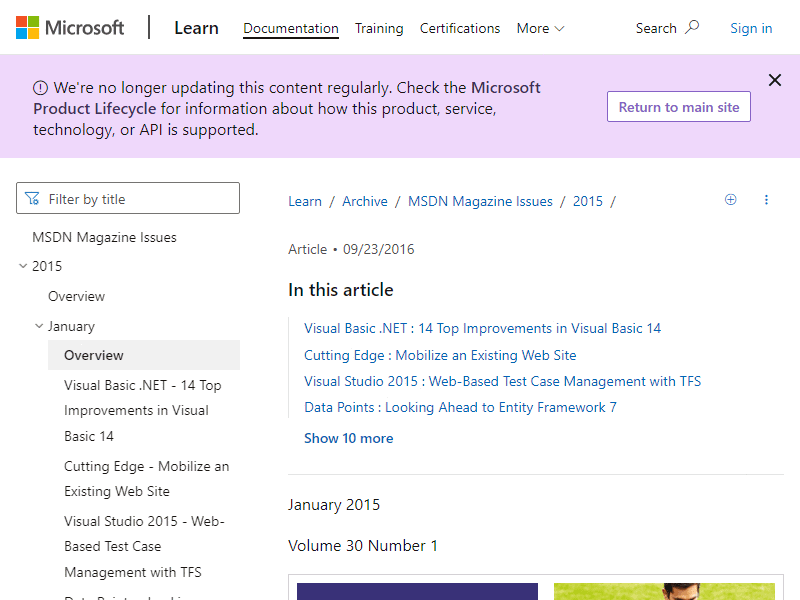 Microsoft
Learn
Documentation
Training
Certifications
More
Search
Sign in
We're no longer updating this content regularly. Check the Microsoft
Product Lifecycle for information about how this product, service,
technology, or API is supported.
Return to main site
Filter by title
MSDN Magazine Issues
2015
Overview
January
Overview
Visual Basic .NET - 14 Top
Improvements in Visual
Basic 14
Cutting Edge - Mobilize an
Existing Web Site
Visual Studio 2015 - Web-
Based Test Case
Management with TFS
Learn / Archive / MSDN Magazine Issues / 2015 /
Article • 09/23/2016
In this article
Visual Basic .NET : 14 Top Improvements in Visual Basic 14
Cutting Edge : Mobilize an Existing Web Site
Visual Studio 2015 : Web-Based Test Case Management with TFS
Data Points : Looking Ahead to Entity Framework 7
Show 10 more
January 2015
Volume 30 Number 1